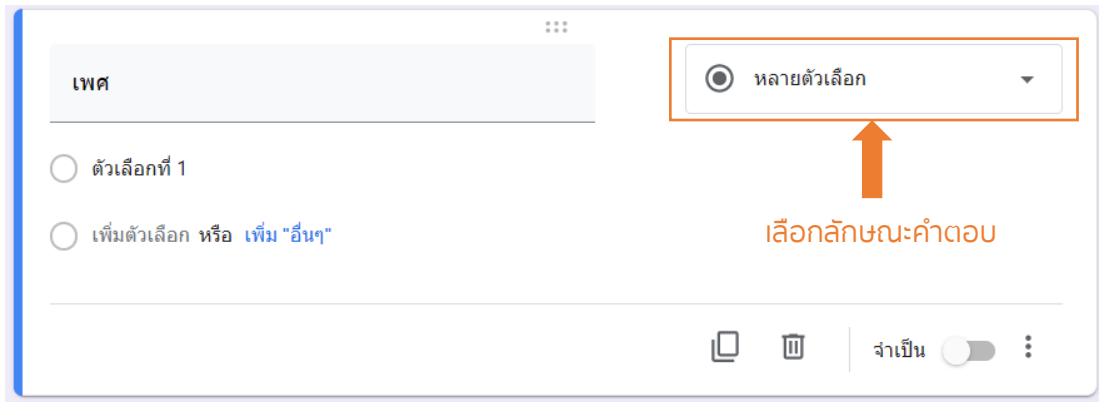 เพศ
หลายตัวเลือก
ตัวเลือกที่ 1
เพิ่มตัวเลือก หรือ เพิ่ม "อื่นๆ"
เลือกลักษณะคำตอบ
จำเป็น